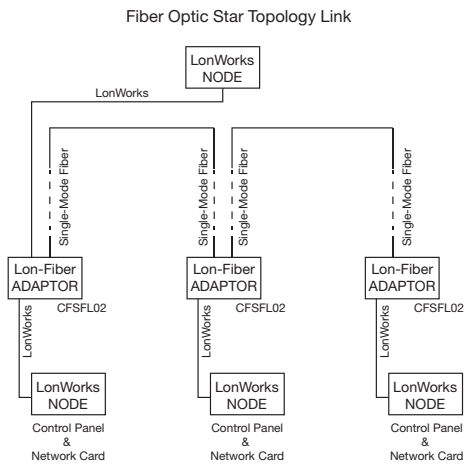 Fiber Optic Star Topology Link
LonWorks
NODE
LonWorks
Single-Mode Fiber
Single-Mode Fiber
Single-Mode Fiber
Single-Mode Fiber
Lon-Fiber
ADAPTOR
CFSFL02
Lon-Fiber
ADAPTOR
CFSFL02
Lon-Fiber
ADAPTOR
CFSFL02
LonWorks
LonWorks
LonWorks
LonWorks
NODE
Control Panel
&
Network Card
LonWorks
NODE
Control Panel
&
Network Card
LonWorks
NODE
Control Panel
&
Network Card